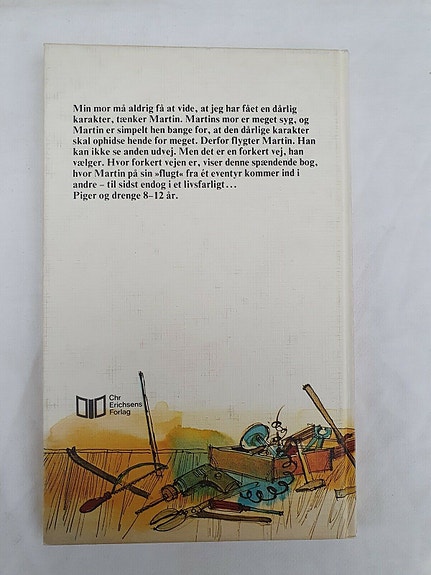 Min mor må aldrig få at vide, at jeg har fået en dårlig
karakter, tænker Martin. Martins mor er meget syg, og
Martin er simpelt hen bange for, at den dårlige karakter
skal ophidse hende for meget. Derfor flygter Martin. Han
kan ikke se anden udvej. Men det er en forkert vej, han
vælger. Hvor forkert vejen er, viser denne spændende bog,
hvor Martin på sin »flugt« fra ét eventyr kommer ind i
andre – til sidst endog i et livsfarligt...
Piger og drenge 8–12 år.
Chr
Erichsens
Forlag